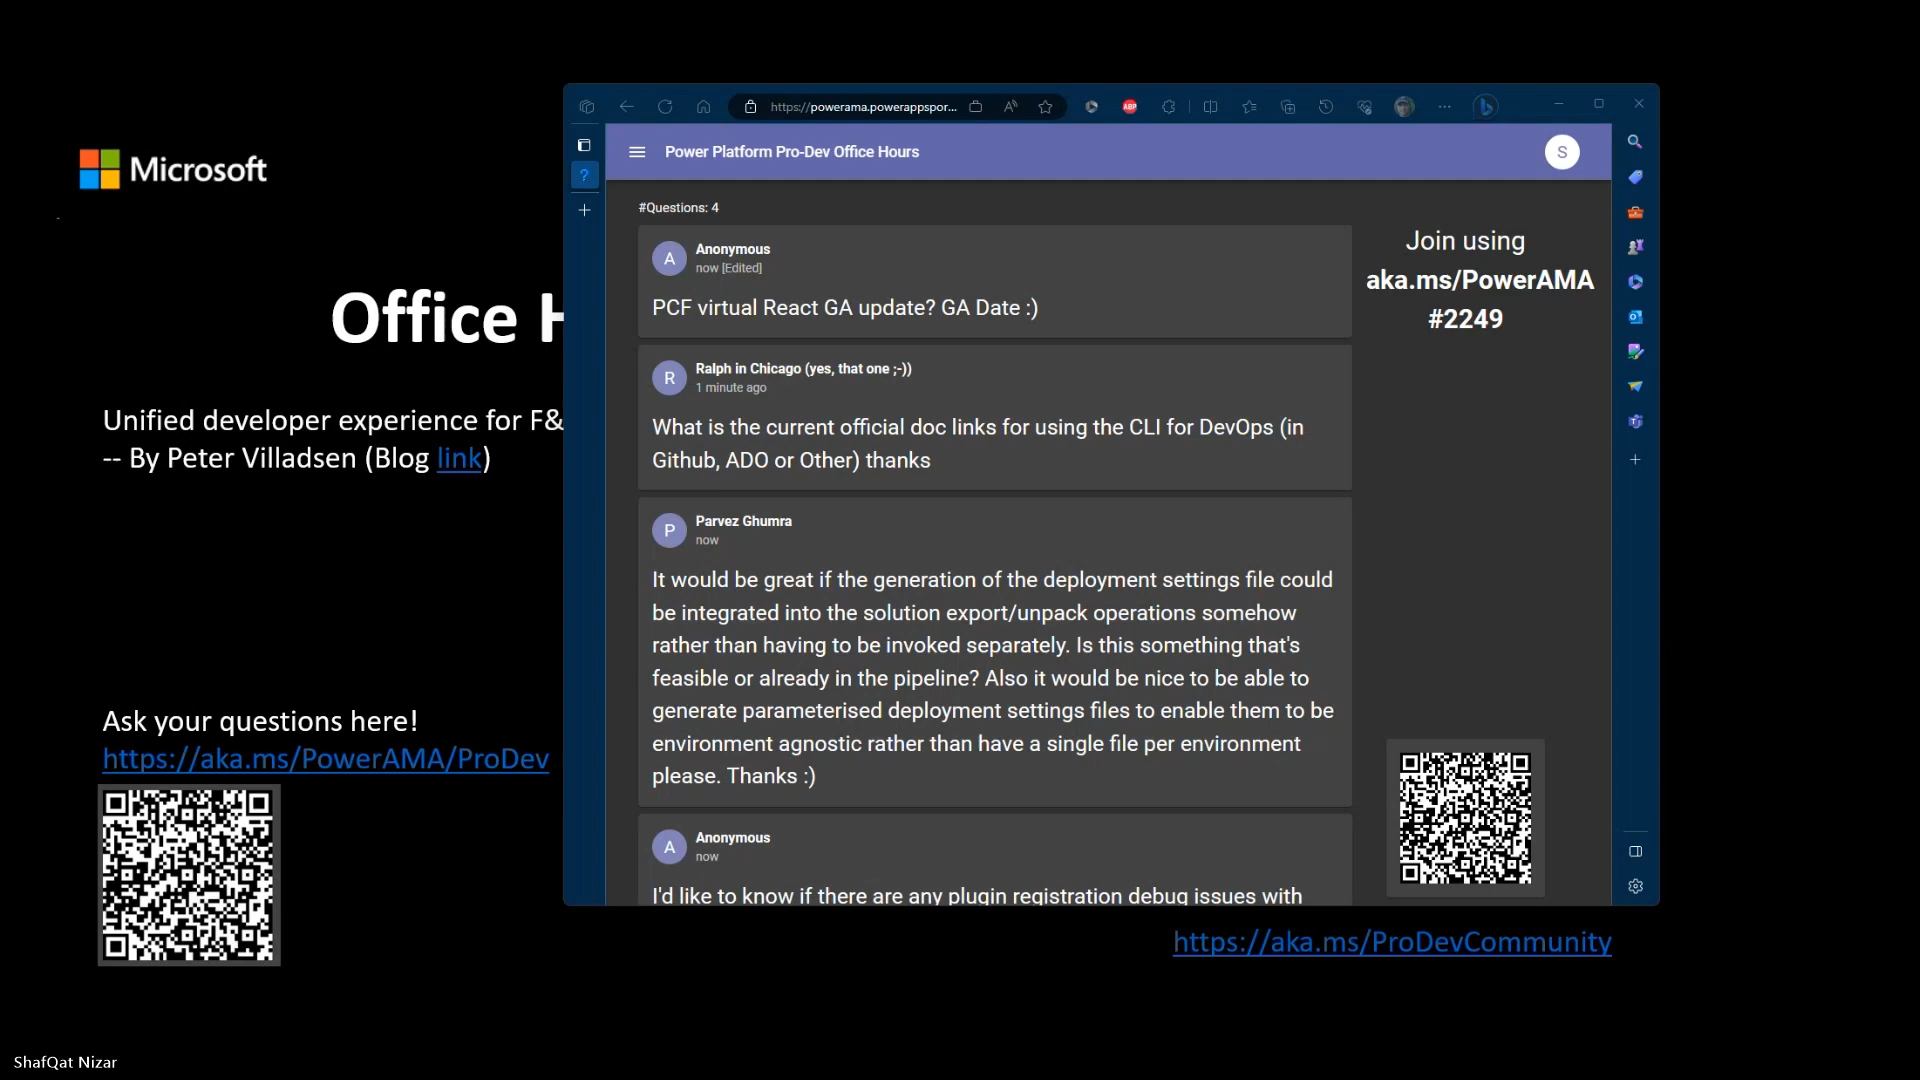 Microsoft
Office H
Unified developer experience for F&
-- By Peter Villadsen (Blog link)
Ask your questions here!
https://aka.ms/PowerAMA/ProDev
https://powerama.powerappspor...
ABP
Power Platform Pro-Dev Office Hours
S
#Questions: 4
A
Anonymous
now [Edited]
PCF virtual React GA update? GA Date :)
R
Ralph in Chicago (yes, that one ;-))
1 minute ago
What is the current official doc links for using the CLI for DevOps (in
Github, ADO or Other) thanks
P
Parvez Ghumra
now
It would be great if the generation of the deployment settings file could
be integrated into the solution export/unpack operations somehow
rather than having to be invoked separately. Is this something that's
feasible or already in the pipeline? Also it would be nice to be able to
generate parameterised deployment settings files to enable them to be
environment agnostic rather than have a single file per environment
please. Thanks :)
A
Anonymous
now
I'd like to know if there are any plugin registration debug issues with
Join using
aka.ms/PowerAMA
#2249
https://aka.ms/ProDevCommunity
ShafQat Nizar